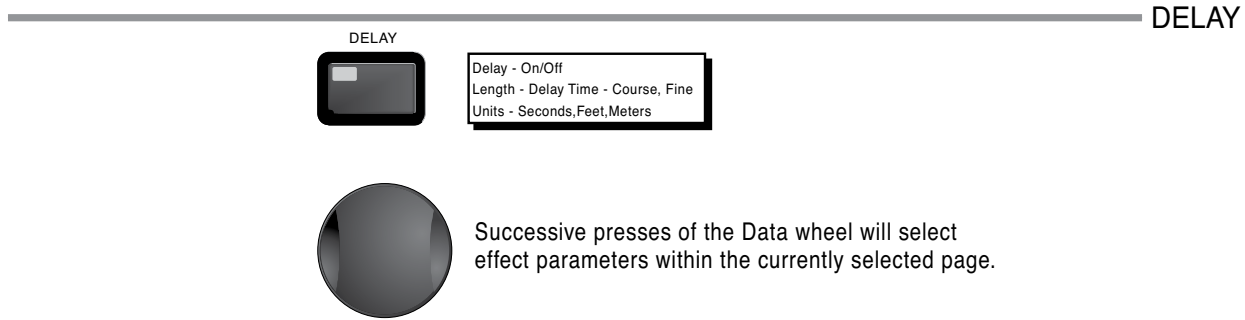 DELAY
DELAY
Delay - On/Off
Length - Delay Time - Course, Fine
Units - Seconds,Feet,Meters
Successive presses of the Data wheel will select
effect parameters within the currently selected page.